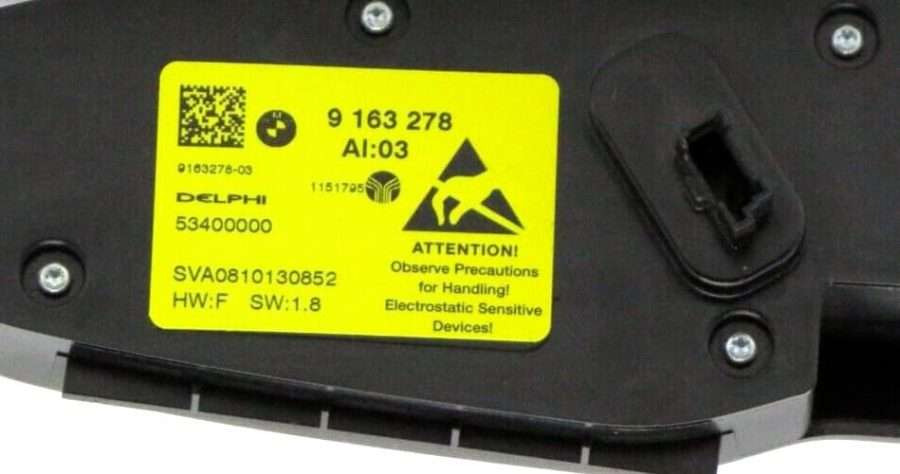 9 163 278
AI:03
9163278-03
1151795
DELPHI
53400000
SVA0810130852
HW:F SW:1.8
ATTENTION!
Observe Precautions
for Handling!
Electrostatic Sensitive
Devices!